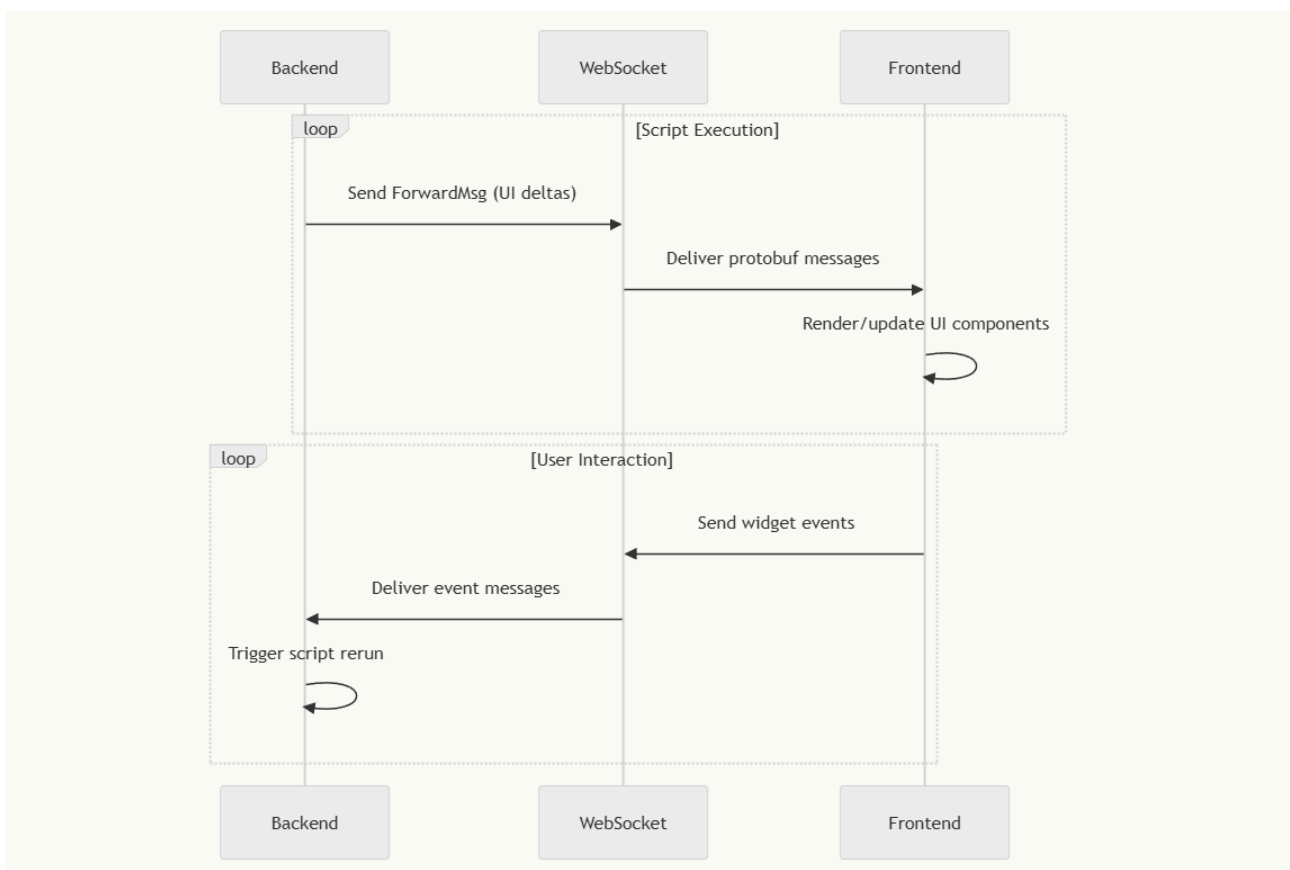 Backend
WebSocket
Frontend
loop
[Script Execution]
Send ForwardMsg (UI deltas)
Deliver protobuf messages
Render/update UI components
loop
[User Interaction]
Send widget events
Deliver event messages
Trigger script rerun
Backend
WebSocket
Frontend